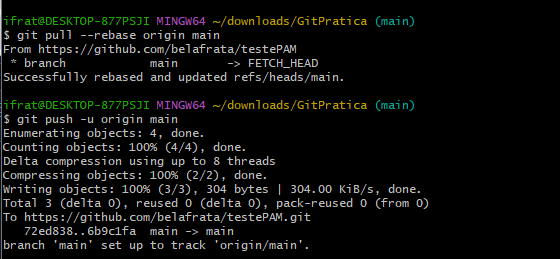 ifrat@DESKTOP-877PSJI MINGW64 ~/downloads/GitPratica (main)
$ git pull --rebase origin main
From https://github.com/belafrata/testePAM
 * branch            main       -> FETCH_HEAD
Successfully rebased and updated refs/heads/main.

ifrat@DESKTOP-877PSJI MINGW64 ~/downloads/GitPratica (main)
$ git push -u origin main
Enumerating objects: 4, done.
Counting objects: 100% (4/4), done.
Delta compression using up to 8 threads
Compressing objects: 100% (2/2), done.
Writing objects: 100% (3/3), 304 bytes | 304.00 KiB/s, done.
Total 3 (delta 0), reused 0 (delta 0), pack-reused 0 (from 0)
To https://github.com/belafrata/testePAM.git
   72ed838..6b9c1fa  main -> main
branch 'main' set up to track 'origin/main'.